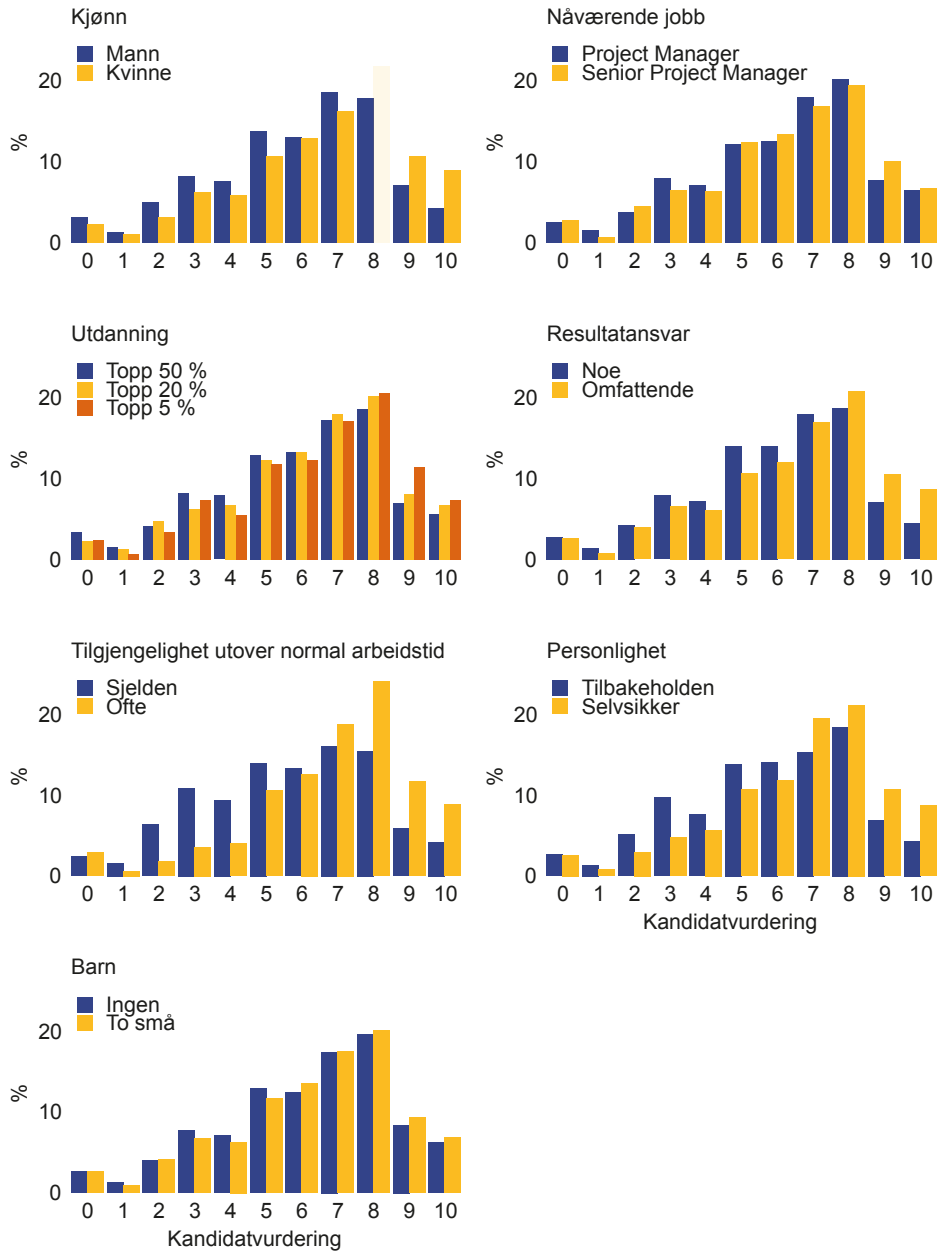 Kjønn
Mann
Kvinne
20
10
0
%
0 1 2 3 4 5 6 7 8 9 10
Nåværende jobb
Project Manager
Senior Project Manager
20
10
0
%
0 1 2 3 4 5 6 7 8 9 10
Utdanning
Topp 50 %
Topp 20 %
Topp 5 %
20
10
0
%
0 1 2 3 4 5 6 7 8 9 10
Resultatansvar
Noe
Omfattende
20
10
0
%
0 1 2 3 4 5 6 7 8 9 10
Tilgjengelighet utover normal arbeidstid
Sjelden
Ofte
20
10
0
%
0 1 2 3 4 5 6 7 8 9 10
Personlighet
Tilbakeholden
Selvsikker
20
10
0
%
0 1 2 3 4 5 6 7 8 9 10
Kandidatvurdering
Barn
Ingen
To små
20
10
0
%
0 1 2 3 4 5 6 7 8 9 10
Kandidatvurdering